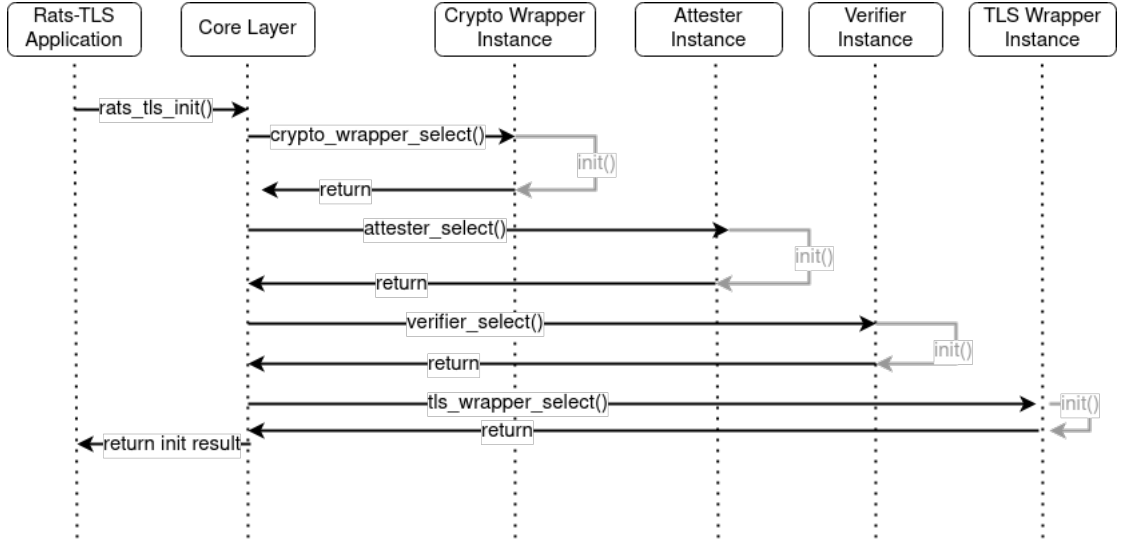 Rats-TLS
Application
Core Layer
Crypto Wrapper
Instance
Attester
Instance
Verifier
Instance
TLS Wrapper
Instance
rats_tls_init()
crypto_wrapper_select()
init()
return
attester_select()
init()
return
verifier_select()
init()
return
tls_wrapper_select()
init()
return
return init result